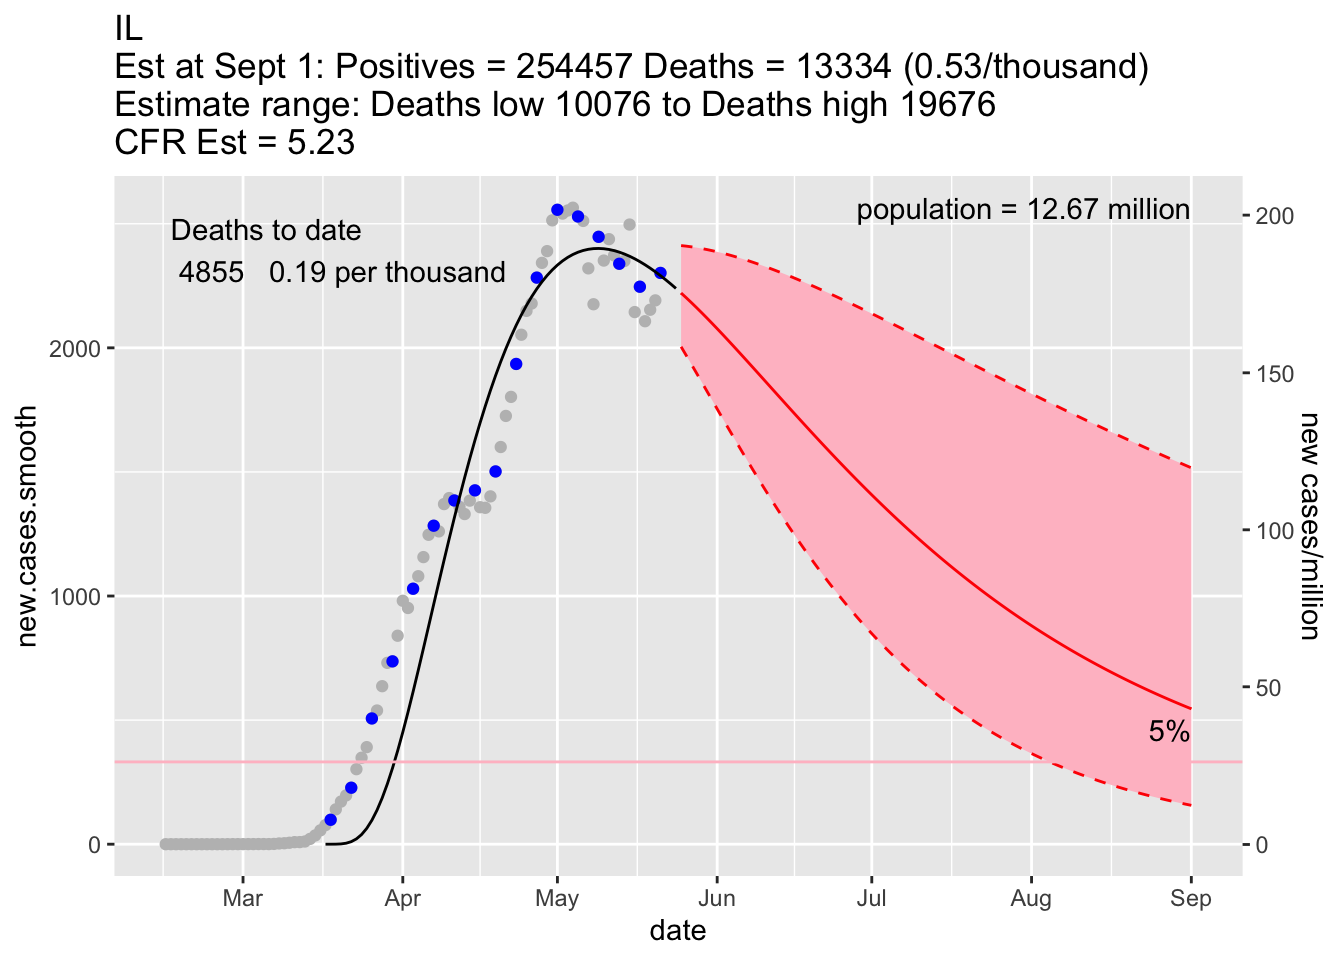 IL
Est at Sept 1: Positives = 254457 Deaths = 13334 (0.53/thousand)
Estimate range: Deaths low 10076 to Deaths high 19676
CFR Est = 5.23
Deaths to date
4855 0.19 per thousand
population = 12.67 million
2000
1000
0
new.cases.smooth
200
150
100
50
0
new cases/million
5%
Mar Apr May Jun Jul Aug Sep
date